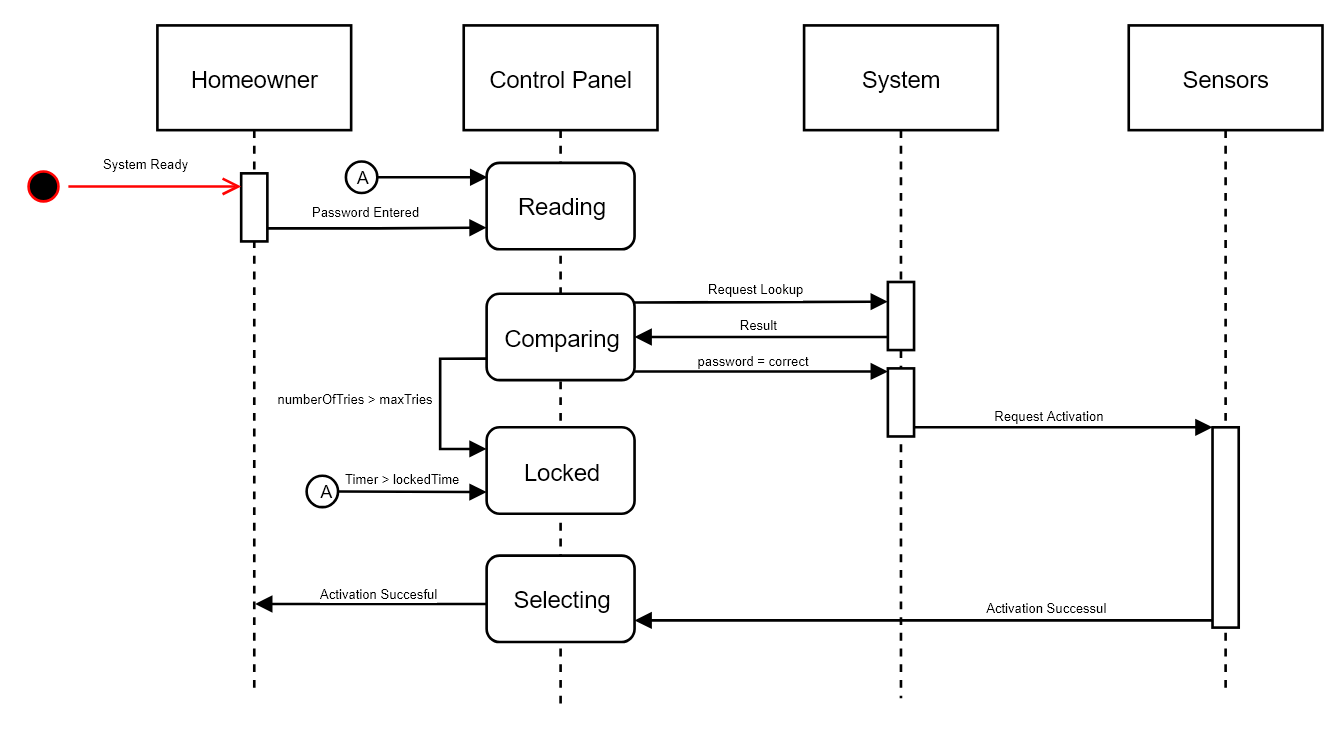 Homeowner
Control Panel
System
Sensors
System Ready
A
Reading
Password Entered
Request Lookup
Comparing
Result
password = correct
numberOfTries > maxTries
Request Activation
Locked
A
Timer > lockedTime
Selecting
Activation Succesful
Activation Successul